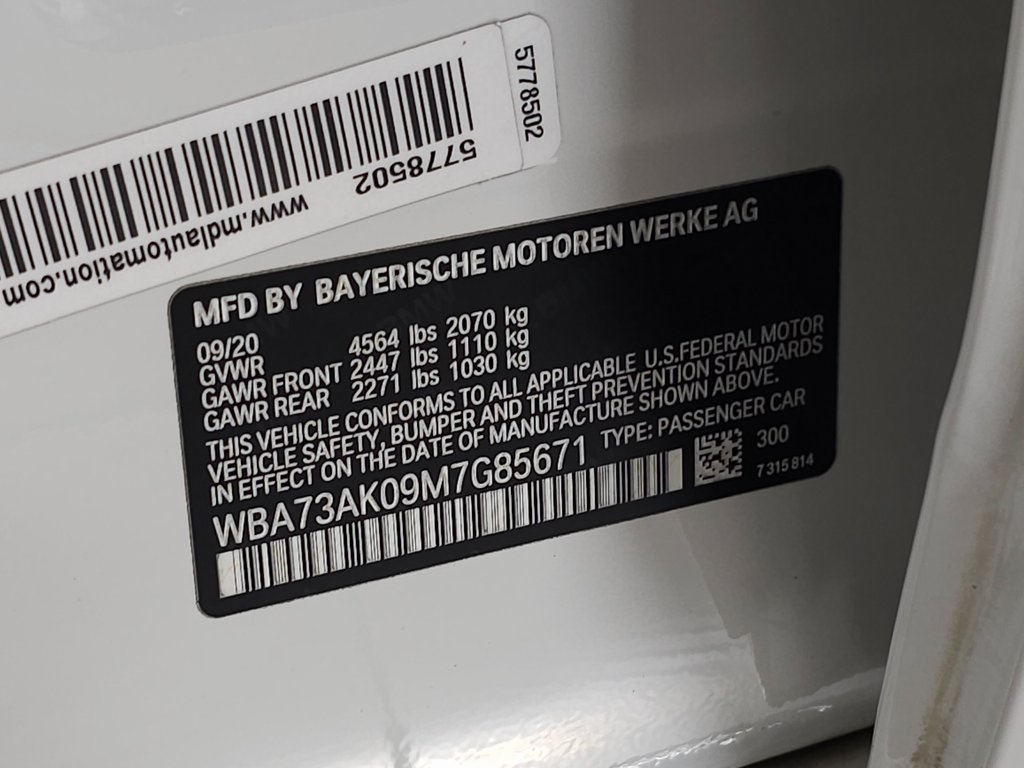 5778502
5778502
www.mdlautomation.com
MFD BY BAYERISCHE MOTOREN WERKE AG
09/20
GVWR 4564 lbs 2070 kg
GAWR FRONT 2447 lbs 1110 kg
GAWR REAR 2271 lbs 1030 kg
THIS VEHICLE CONFORMS TO ALL APPLICABLE U.S.FEDERAL MOTOR
VEHICLE SAFETY, BUMPER AND THEFT PREVENTION STANDARDS
IN EFFECT ON THE DATE OF MANUFACTURE SHOWN ABOVE.
WBA73AK09M7G85671 TYPE: PASSENGER CAR
300
7 315 814